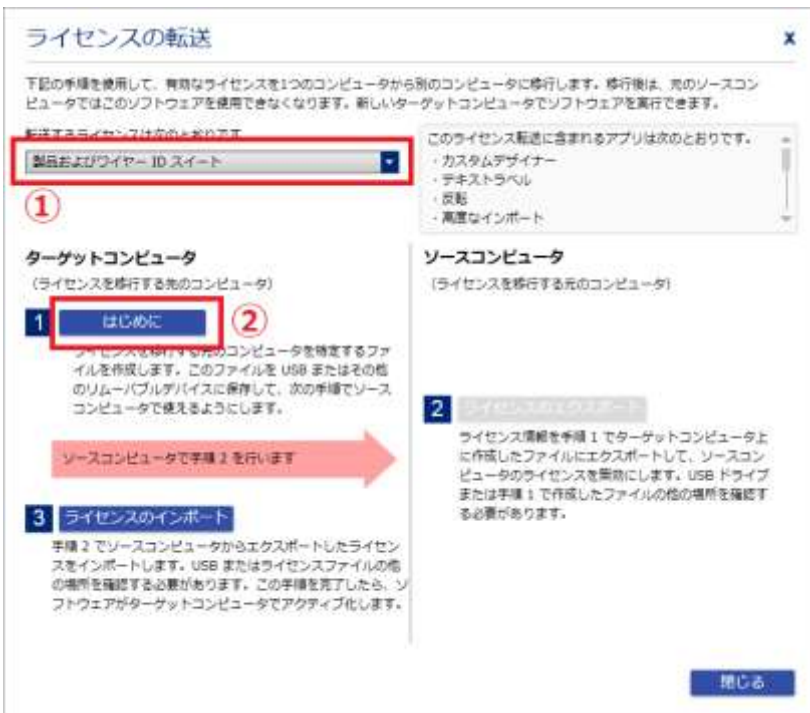 ライセンスの転送
x
下記の手順を使用して、有効なライセンスを1つのコンピュータから別のコンピュータに移行します。移行後は、元のソースコン
ピュータではこのソフトウェアを使用できなくなります。新しいターゲットコンピュータでソフトウェアを実行できます。
転送するライセンスは次のとおりです
製品およびワイヤー ID スイート
①
このライセンス転送に含まれるアプリは次のとおりです。
・カスタムデザイナー
・テキストラベル
・反転
・高度なインポート
ターゲットコンピュータ
(ライセンスを移行する先のコンピュータ)
1 はじめに
②
ライセンスを移行する元のコンピュータを特定するファ
イルを作成します。このファイルを USB またはその他
のリムーバブルデバイスに保存して、次の手順でソース
コンピュータで使えるようにします。
ソースコンピュータで手順 2 を行います
3 ライセンスのインポート
手順 2 でソースコンピュータからエクスポートしたライセン
スをインポートします。USB またはライセンスファイルの他
の場所を確認する必要があります。この手順を完了したら、ソ
フトウェアがターゲットコンピュータでアクティブ化します。
ソースコンピュータ
(ライセンスを移行する元のコンピュータ)
2 ライセンスのエクスポート
ライセンス情報を手順 1 でターゲットコンピュータ上
に作成したファイルにエクスポートして、ソースコン
ピュータのライセンスを無効にします。USB ドライブ
または手順 1 で作成したファイルの他の場所を確認す
る必要があります。
閉じる